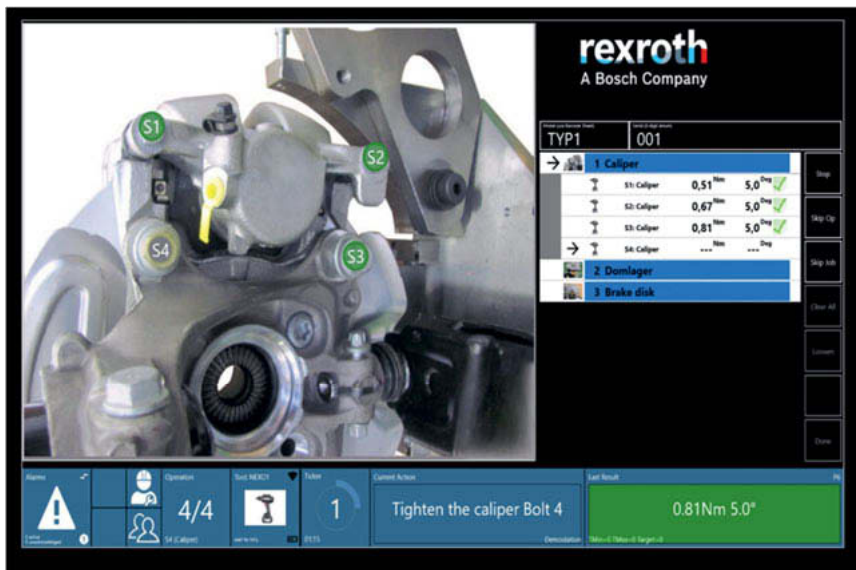 S1
S2
S4
S3
rexroth
A Bosch Company
TYP1
001
1 Caliper
S1: Caliper 0,51 Nm 5,0 Deg
S2: Caliper 0,67 Nm 5,0 Deg
S3: Caliper 0,81 Nm 5,0 Deg
S4: Caliper --- Nm --- Deg
2 Domlager
3 Brake disk
Stop
Skip Op
Skip Job
Clear All
Loosen
Done
Alarms
Operation
4/4
S4 (Caliper)
Tool: NEXO1
Ticker
1
Current Action
Tighten the caliper Bolt 4
Last Result
0.81Nm 5.0°